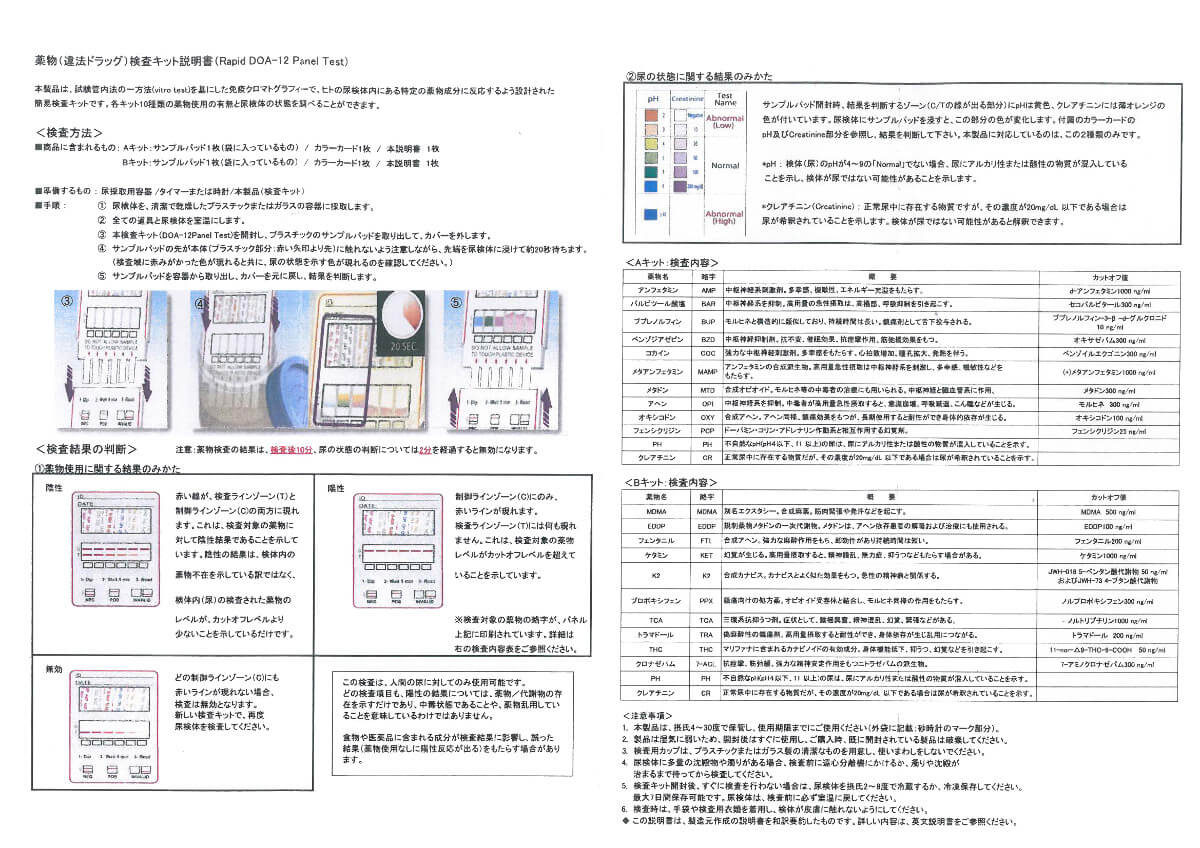 薬物(違法ドラッグ)検査キット説明書(Rapid DOA-12 Panel Test)
本製品は、試験管内法の一方法(vitro test)を基にした免疫クロマトグラフィーで、ヒトの尿検体内にある特定の薬物成分に反応するよう設計された
簡易検査キットです。各キット10種類の薬物使用の有無と尿検体の状態を調べることができます。
＜検査方法＞
■商品に含まれるもの: Aキット:サンプルパッド1枚(袋に入っているもの) / カラーカード1枚 / 本説明書 1枚
Bキット:サンプルパッド1枚(袋に入っているもの) / カラーカード1枚 / 本説明書 1枚
■準備するもの: 尿採取用容器 /タイマーまたは時計/本製品(検査キット)
■手順: ① 尿検体を、清潔で乾燥したプラスチックまたはガラスの容器に採取します。
② 全ての道具と尿検体を室温にします。
③ 本検査キット(DOA-12Panel Test)を開封し、プラスチックのサンプルパッドを取り出して、カバーを外します。
④ サンプルパッドの先が本体(プラスチック部分:赤い矢印より先)に触れないよう注意しながら、先端を尿検体に浸けて約20秒待ちます。
(検査域に赤みがかった色が現れると共に、尿の状態を示す色が現れるのを確認してください。)
⑤ サンプルパッドを容器から取り出し、カバーを元に戻し、結果を判断します。
③
④
20 SEC
⑤
DO NOT ALLOW SAMPLE
TO TOUCH PLASTIC DEVICE
＜検査結果の判断＞ 注意:薬物検査の結果は、検査後10分、尿の状態の判断については2分を経過すると無効になります。
①薬物使用に関する結果のみかた
陰性
ID
DATE
赤い線が、検査ラインゾーン(T)と
制御ラインゾーン(C)の両方に現れ
ます。これは、検査対象の薬物に
対して陰性結果であることを示して
います。陰性の結果は、検体内の
薬物不在を示している訳ではなく、
検体内(尿)の検査された薬物の
レベルが、カットオフレベルより
少ないことを示しているだけです。
1- Dip 2- Wait 5 min 3- Read
NEG POS INVALID
陽性
ID
DATE
制御ラインゾーン(C)にのみ、
赤いラインが現れます。
検査ラインゾーン(T)には何も現れ
ません。これは、検査対象の薬物
レベルがカットオフレベルを超えて
いることを示しています。
1- Dip 2- Wait 5 min 3- Read
NEG POS INVALID
※検査対象の薬物の略字が、パネル
上記に印刷されています。詳細は
右の検査内容表をご参照ください。
無効
ID
DATE
どの制御ラインゾーン(C)にも
赤いラインが現れない場合、
検査は無効となります。
新しい検査キットで、再度
尿検体を検査してください。
1- Dip 2- Wait 5 min 3- Read
NEG POS INVALID
この検査は、人間の尿に対してのみ使用可能です。
どの検査項目も、陽性の結果については、薬物/代謝物の存
在を示すだけであり、中毒状態であることや、薬物乱用してい
ることを意味しているわけではありません。
食物や医薬品に含まれる成分が検査結果に影響し、誤った
結果(薬物使用なしに陽性反応が出る)をもたらす場合があり
ます。
②尿の状態に関する結果のみかた
pH Creatinine Test Name
Abnormal (Low)
Normal
Abnormal (High)
サンプルパッド開封時、結果を判断するゾーン(C/Tの線が出る部分)にpHは黄色、クレアチニンには薄オレンジの
色が付いています。尿検体にサンプルパッドを浸すと、この部分の色が変化します。付属のカラーカードの
pH及びCreatinine部分を参照し、結果を判断して下さい。本製品に対応しているのは、この2種類のみです。
*pH : 検体(尿)のpHが4～9の「Normal」でない場合、尿にアルカリ性または酸性の物質が混入している
ことを示し、検体が尿ではない可能性があることを示します。
*クレアチニン(Creatinine) : 正常尿中に存在する物質ですが、その濃度が20mg/dL 以下である場合は
尿が希釈されていることを示します。検体が尿ではない可能性があると解釈できます。
＜Aキット:検査内容＞
薬物名 略字 概 要 カットオフ値
アンフェタミン AMP 中枢神経系刺激剤。多幸感、覚醒性、エネルギー充溢をもたらす。 d-アンフェタミン1000 ng/ml
バルビツール酸塩 BAR 中枢神経系を抑制。高用量の急性摂取は、高揚感、呼吸抑制を引き起こす。 セコバルビタール300 ng/ml
ブプレノルフィン BUP モルヒネと構造的に類似しており、持続時間は長い。鎮痛剤として舌下投与される。 ブプレノルフィン-3-β-d-グルクロニド 10 ng/ml
ベンゾジアゼピン BZO 中枢神経抑制剤。抗不安、催眠効果、抗痙攣作用、筋弛緩効果をもつ。 オキサゼパム300 ng/ml
コカイン COC 強力な中枢神経刺激剤。多幸感をもたらす。心拍数増加、瞳孔拡大、発熱を伴う。 ベンゾイルエクゴニン300 ng/ml
メタアンフェタミン MAMP アンフェタミンの合成派生物。高用量急性摂取は中枢神経系を刺激し、多幸感、覚醒性などを
もたらす。 (+)メタアンフェタミン1000 ng/ml
メタドン MTD 合成オピオイド。モルヒネ等の中毒者の治療にも用いられる。中枢神経と循血管系に作用。 メタドン300 ng/ml
アヘン OPI 中枢神経系を抑制。中毒者が高用量急性摂取すると、意識崩壊、呼吸減退、こん睡などが生じる。 モルヒネ 300 ng/ml
オキシコドン OXY 合成アヘン。アヘン同様、鎮痛効果をもつが、長期使用すると耐性ができ身体的依存が生じる。 オキシコドン100 ng/ml
フェンシクリジン PCP ドーパミン・コリン・アドレナリン作動系と相互作用する幻覚剤。 フェンシクリジン25 ng/ml
PH PH 不自然なpH(pH4以下、11以上)の尿は、尿にアルカリ性または酸性の物質が混入していることを示す。
クレアチニン CR 正常尿中に存在する物質だが、その濃度が20mg/dL 以下である場合は尿が希釈されていることを示す。
＜Bキット:検査内容＞
薬物名 略字 概 要 カットオフ値
MDMA MDMA 別名エクスタシー。合成麻薬。筋肉緊張や発汗などを起こす。 MDMA 500 ng/ml
EDDP EDDP 規制薬物メタドンの一次代謝物。メタドンは、アヘン依存患者の解毒および治療にも使用される。 EDDP100 ng/ml
フェンタニル FTL 合成アヘン。強力な麻酔作用をもち、即効性があり持続時間は短い。 フェンタニル200 ng/ml
ケタミン KET 幻覚が生じる。高用量摂取すると、精神錯乱、無力症、抑うつなどもたらす場合がある。 ケタミン1000 ng/ml
K2 K2 合成カナビス。カナビスとよく似た効果をもつ。急性の精神病と関係する。 JWH-018 5-ペンタン酸代謝物 50 ng/ml
およびJWH-73 4-ブタン酸代謝物
プロポキシフェン PPX 鎮痛向けの処方薬。オピオイド受容体と結合し、モルヒネ同様の作用をもたらす。 ノルプロポキシフェン300 ng/ml
TCA TCA 三環系抗抑うつ剤。症状として、錐体興奮、精神混乱、幻覚、緊張などがある。 ノルトリプチリン1000 ng/ml
トラマドール TRA 偽麻酔性の鎮痛剤。高用量摂取すると耐性ができ、身体依存が生じ乱用につながる。 トラマドール 200 ng/ml
THC THC マリファナに含まれるカナビノイドの有効成分。身体機能低下、抑うつ、幻覚などを引き起こす。 11-nor-△9-THC-9-COOH 50 ng/ml
クロナゼパム 7-ACL 抗痙攣、筋弛緩、強力な精神安定作用をもつニトラゼパムの派生物。 7-アミノクロナゼパム300 ng/ml
PH PH 不自然なpH(pH4以下、11以上)の尿は、尿にアルカリ性または酸性の物質が混入していることを示す。
クレアチニン CR 正常尿中に存在する物質だが、その濃度が20mg/dL 以下である場合は尿が希釈されていることを示す。
＜注意事項＞
1. 本製品は、摂氏4～30度で保管し、使用期限までにご使用ください(外袋に記載:砂時計のマーク部分)。
2. 製品は湿気に弱いため、開封後はすぐに使用し、ご購入時、既に開封されている製品は破棄してください。
3. 検査用カップは、プラスチックまたはガラス製の清潔なものを用意し、使いまわしをしないでください。
4. 尿検体に多量の沈殿物や濁りがある場合、検査前に遠心分離機にかけるか、濁りや沈殿が
治まるまで待ってから検査してください。
5. 検査キット開封後、すぐに検査を行わない場合は、尿検体を摂氏2～8度で冷蔵するか、冷凍保存してください。
最大7日間保存可能です。尿検体は、検査前に必ず室温に戻してください。
6. 検査時は、手袋や検査用衣類を着用し、検体が皮膚に触れないようにしてください。
◆ この説明書は、製造元作成の説明書を和訳要約したものです。詳しい内容は、英文説明書をご参照ください。